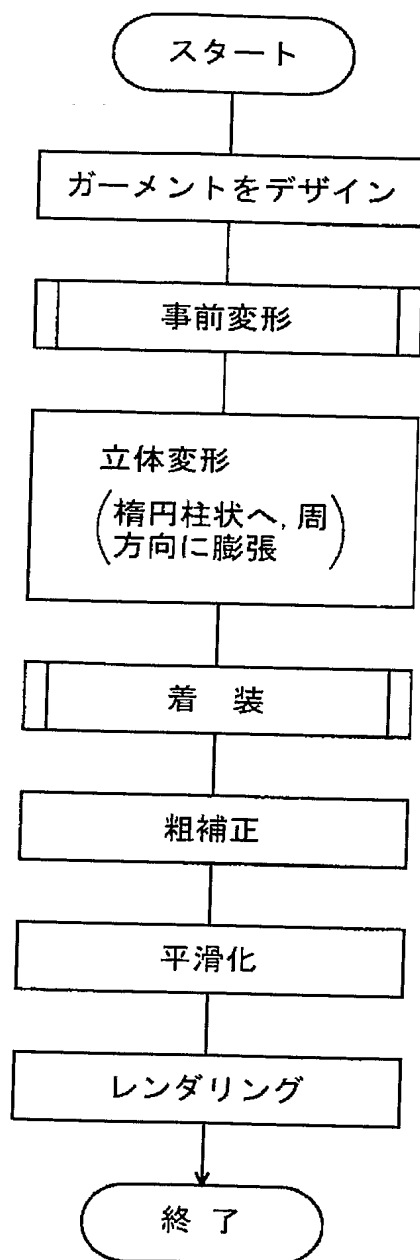 スタート
ガーメントをデザイン
事前変形
立体変形
(楕円柱状へ, 周
方向に膨張)
着 装
粗補正
平滑化
レンダリング
終 了